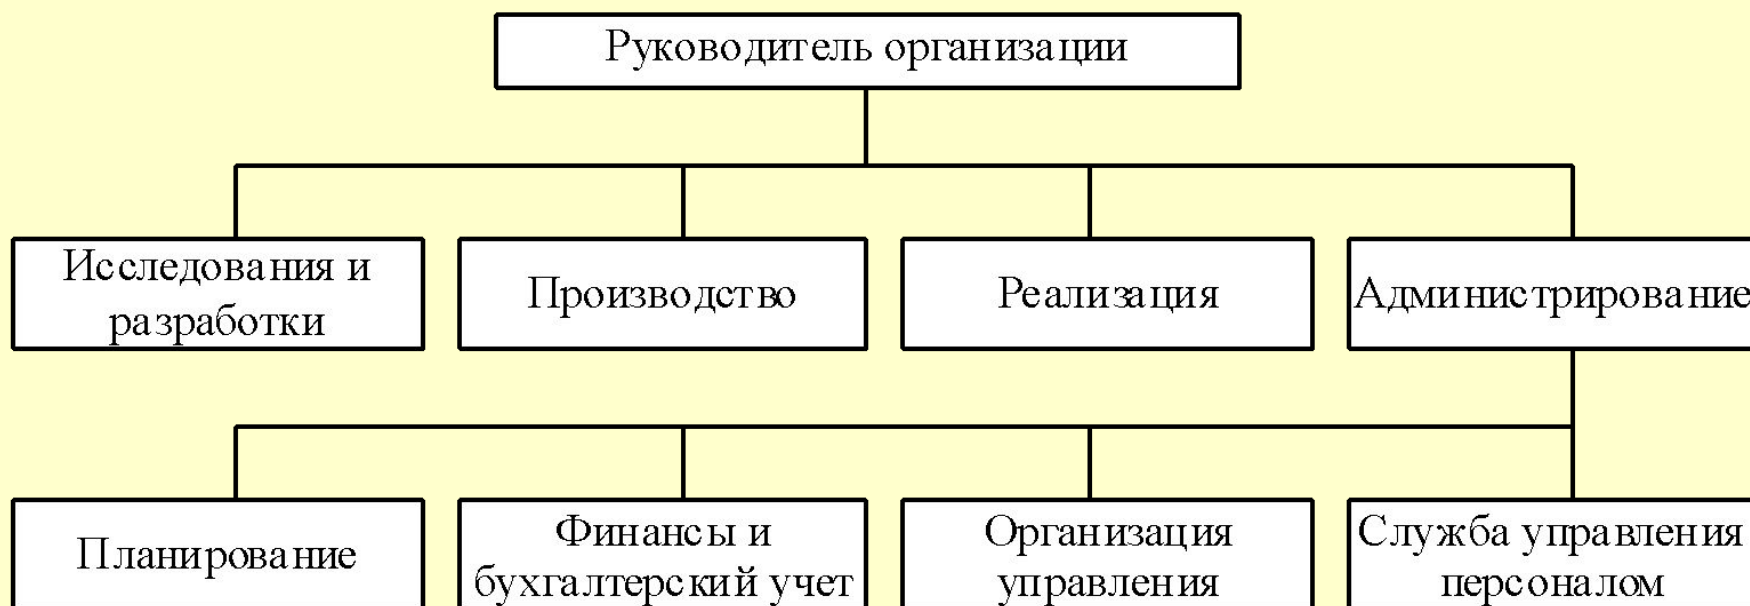 Руководитель организации
Исследования и
разработки
Производство
Реализация
Администрирование
Планирование
Финансы и
бухгалтерский учет
Организация
управления
Служба управления
персоналом